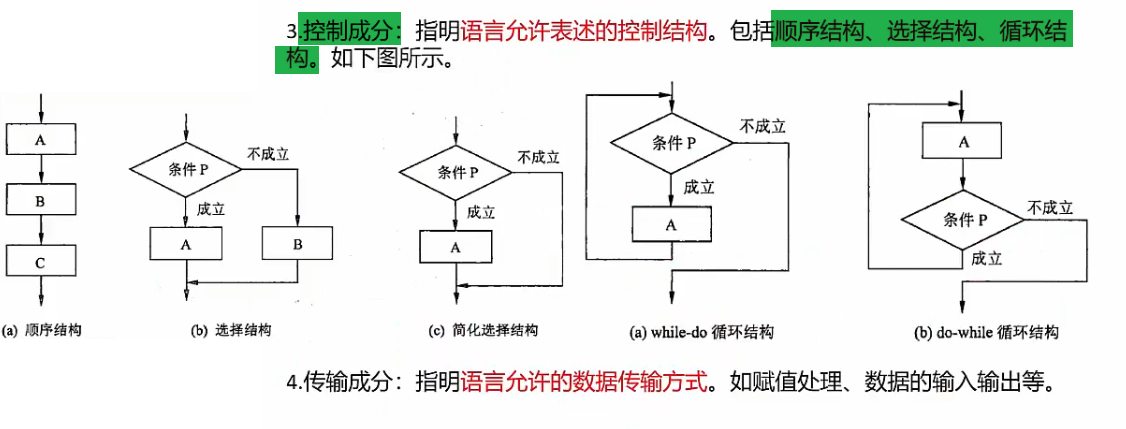 3.控制成分：指明语言允许表述的控制结构。包括顺序结构、选择结构、循环结
构。如下图所示。
A
B
C
(a) 顺序结构
条件 P
不成立
成立
A
B
(b) 选择结构
条件 P
不成立
成立
A
(c) 简化选择结构
条件 P
不成立
成立
A
(a) while-do 循环结构
A
条件 P
不成立
成立
(b) do-while 循环结构
4.传输成分：指明语言允许的数据传输方式。如赋值处理、数据的输入输出等。